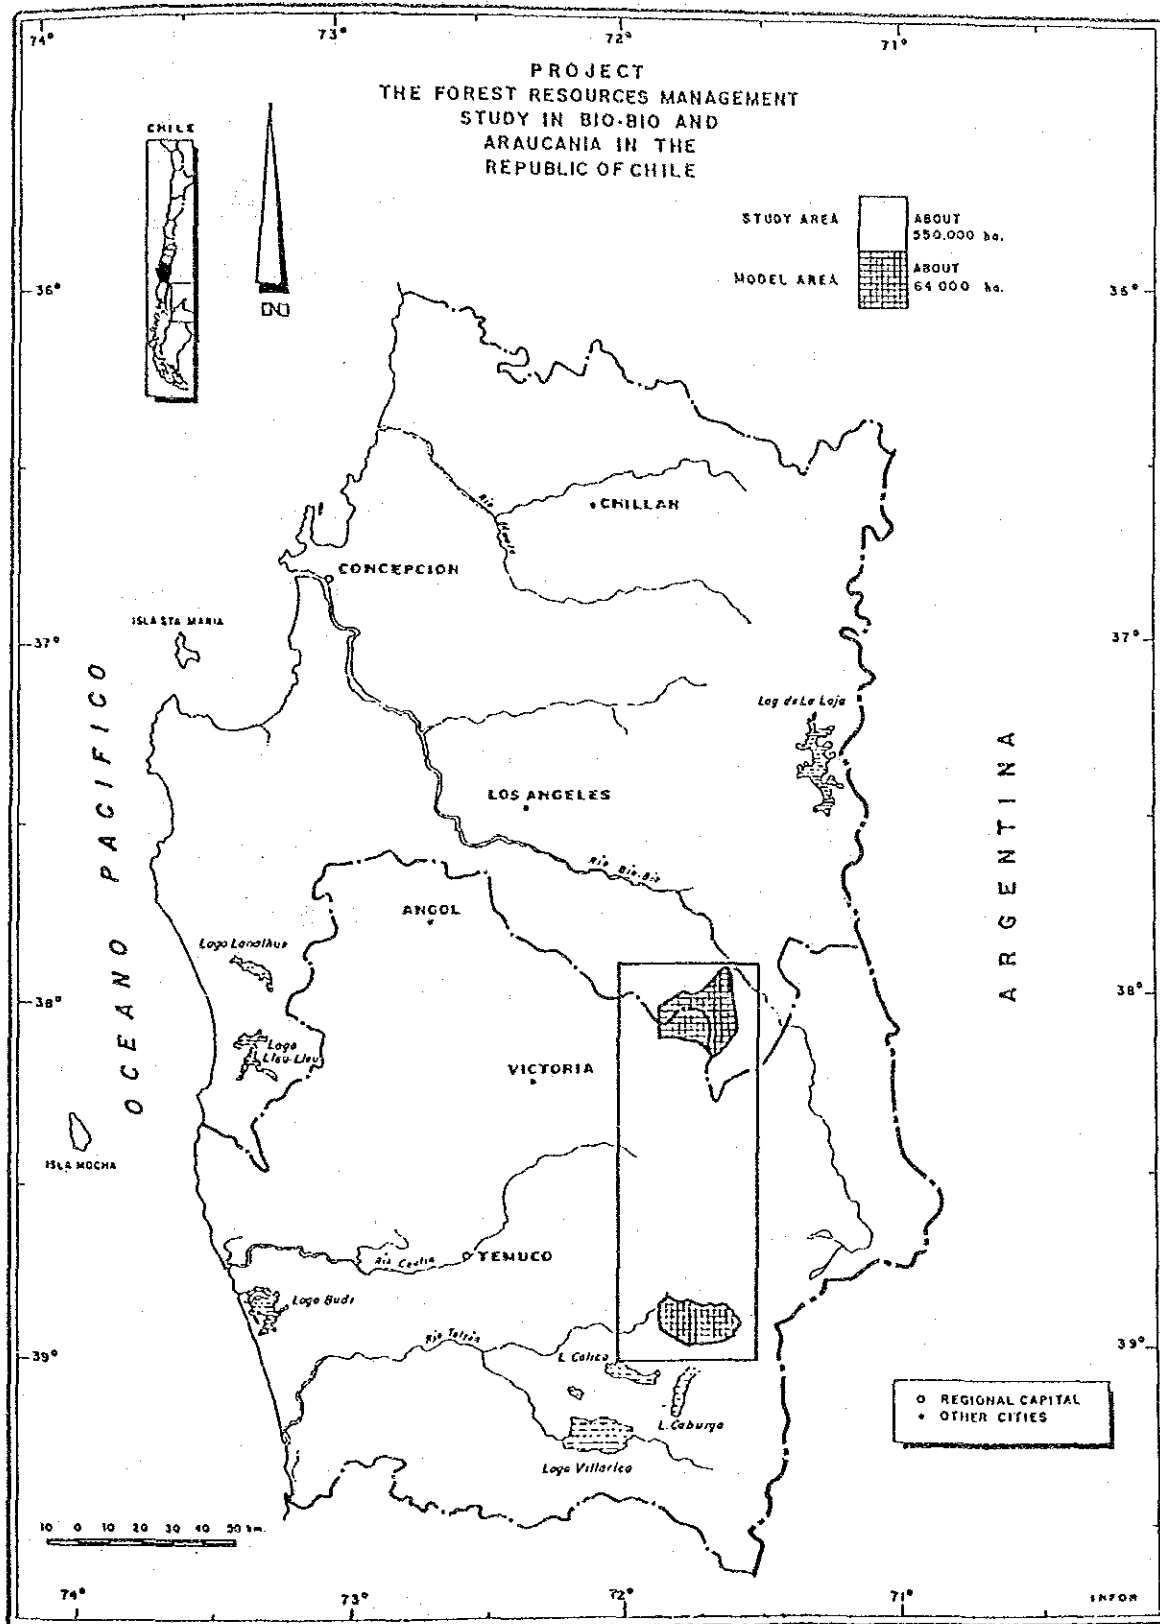 74°
73°
72°
71°
PROJECT
THE FOREST RESOURCES MANAGEMENT
STUDY IN BIO-BIO AND
ARAUCANIA IN THE
REPUBLIC OF CHILE
CHILE
STUDY AREA
ABOUT
550,000 ha.
MODEL AREA
ABOUT
64 000 ha.
36°
36°
Rio
CHILLAN
CONCEPCION
ISLA STA MARIA
37°
37°
OCEANO PACIFICO
Lag de La Laja
ARGENTINA
LOS ANGELES
Rio Bio-Bio
ANGOL
Lago Lanalhue
38°
38°
Lago
Lleu-Lleu
VICTORIA
ISLA MOCHA
TEMUCO
Rio Cautin
Lago Budi
Rio Tolten
39°
39°
L. Colico
L. Caburga
Lago Villarica
O REGIONAL CAPITAL
• OTHER CITIES
10 0 10 20 30 40 50 km.
74°
73°
72°
71°
INFOR